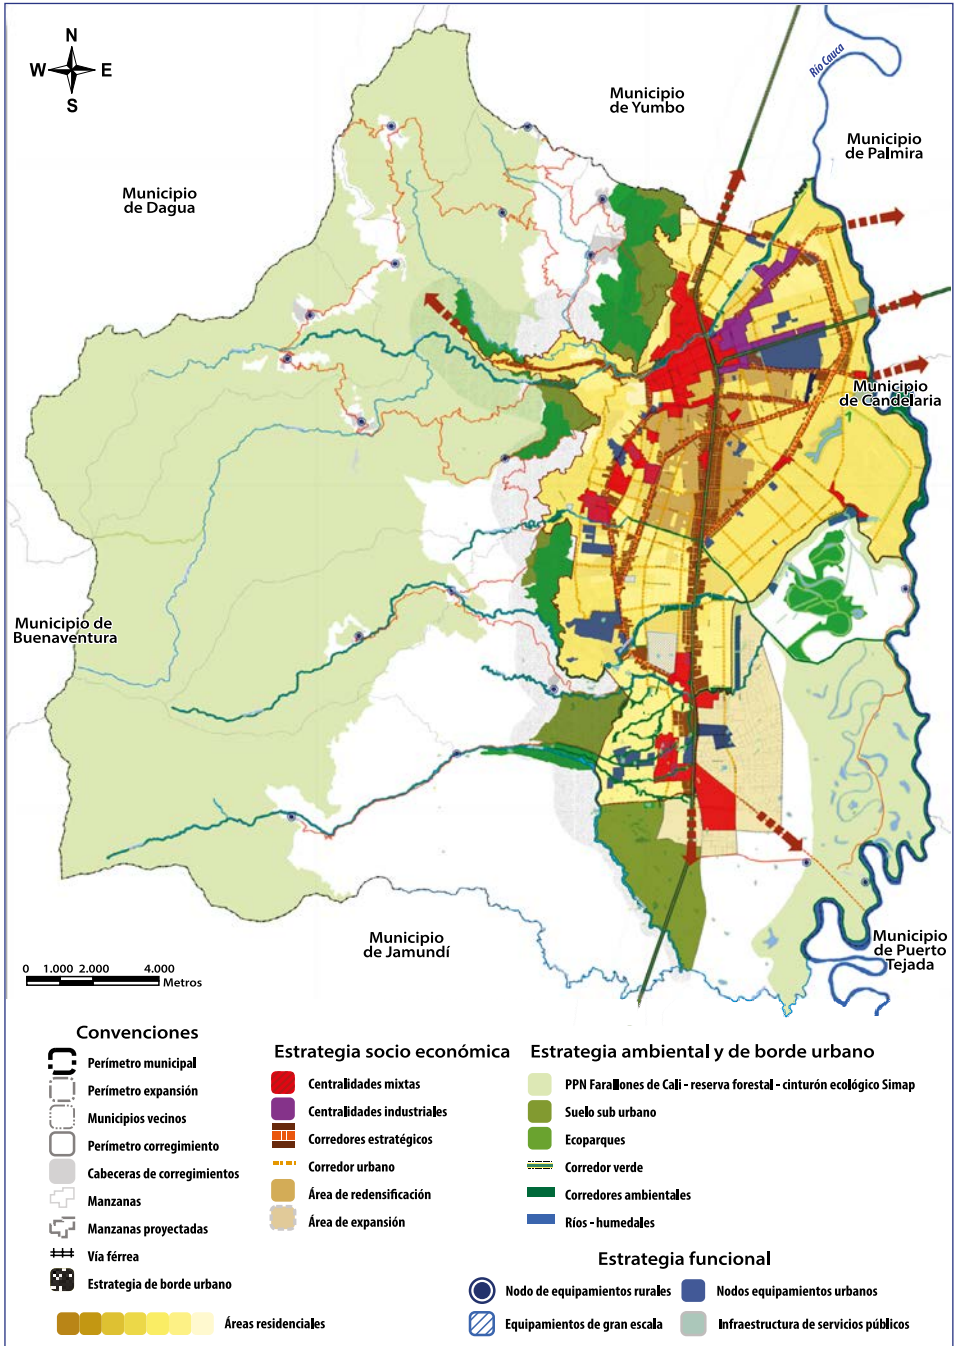 N
W E
S
Río Cauca
Municipio
de Yumbo
Municipio
de Palmira
Municipio
de Dagua
Municipio
de Candelaria
Municipio de
Buenaventura
Municipio
de Jamundí
Municipio
de Puerto
Tejada
0 1.000 2.000 4.000
Metros
Convenciones
Perímetro municipal
Perímetro expansión
Municipios vecinos
Perímetro corregimiento
Cabeceras de corregimientos
Manzanas
Manzanas proyectadas
Vía férrea
Estrategia de borde urbano
Áreas residenciales
Estrategia socio económica
Centralidades mixtas
Centralidades industriales
Corredores estratégicos
Corredor urbano
Área de redensificación
Área de expansión
Estrategia ambiental y de borde urbano
PPN Farallones de Cali - reserva forestal - cinturón ecológico Simap
Suelo sub urbano
Ecoparques
Corredor verde
Corredores ambientales
Ríos - humedales
Estrategia funcional
Nodo de equipamientos rurales
Nodos equipamientos urbanos
Equipamientos de gran escala
Infraestructura de servicios públicos